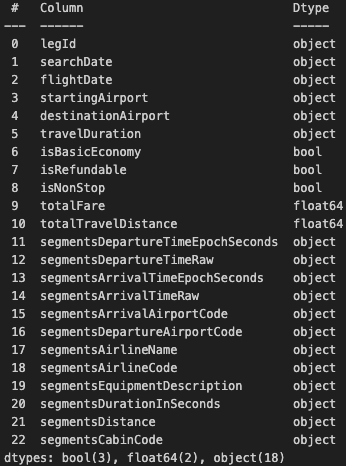 #   Column                            Dtype
---  ------                            -----
 0   legId                             object
 1   searchDate                        object
 2   flightDate                        object
 3   startingAirport                   object
 4   destinationAirport                object
 5   travelDuration                    object
 6   isBasicEconomy                    bool
 7   isRefundable                      bool
 8   isNonStop                         bool
 9   totalFare                         float64
 10  totalTravelDistance               float64
 11  segmentsDepartureTimeEpochSeconds object
 12  segmentsDepartureTimeRaw          object
 13  segmentsArrivalTimeEpochSeconds   object
 14  segmentsArrivalTimeRaw            object
 15  segmentsArrivalAirportCode        object
 16  segmentsDepartureAirportCode      object
 17  segmentsAirlineName               object
 18  segmentsAirlineCode               object
 19  segmentsEquipmentDescription      object
 20  segmentsDurationInSeconds         object
 21  segmentsDistance                  object
 22  segmentsCabinCode                 object
dtypes: bool(3), float64(2), object(18)